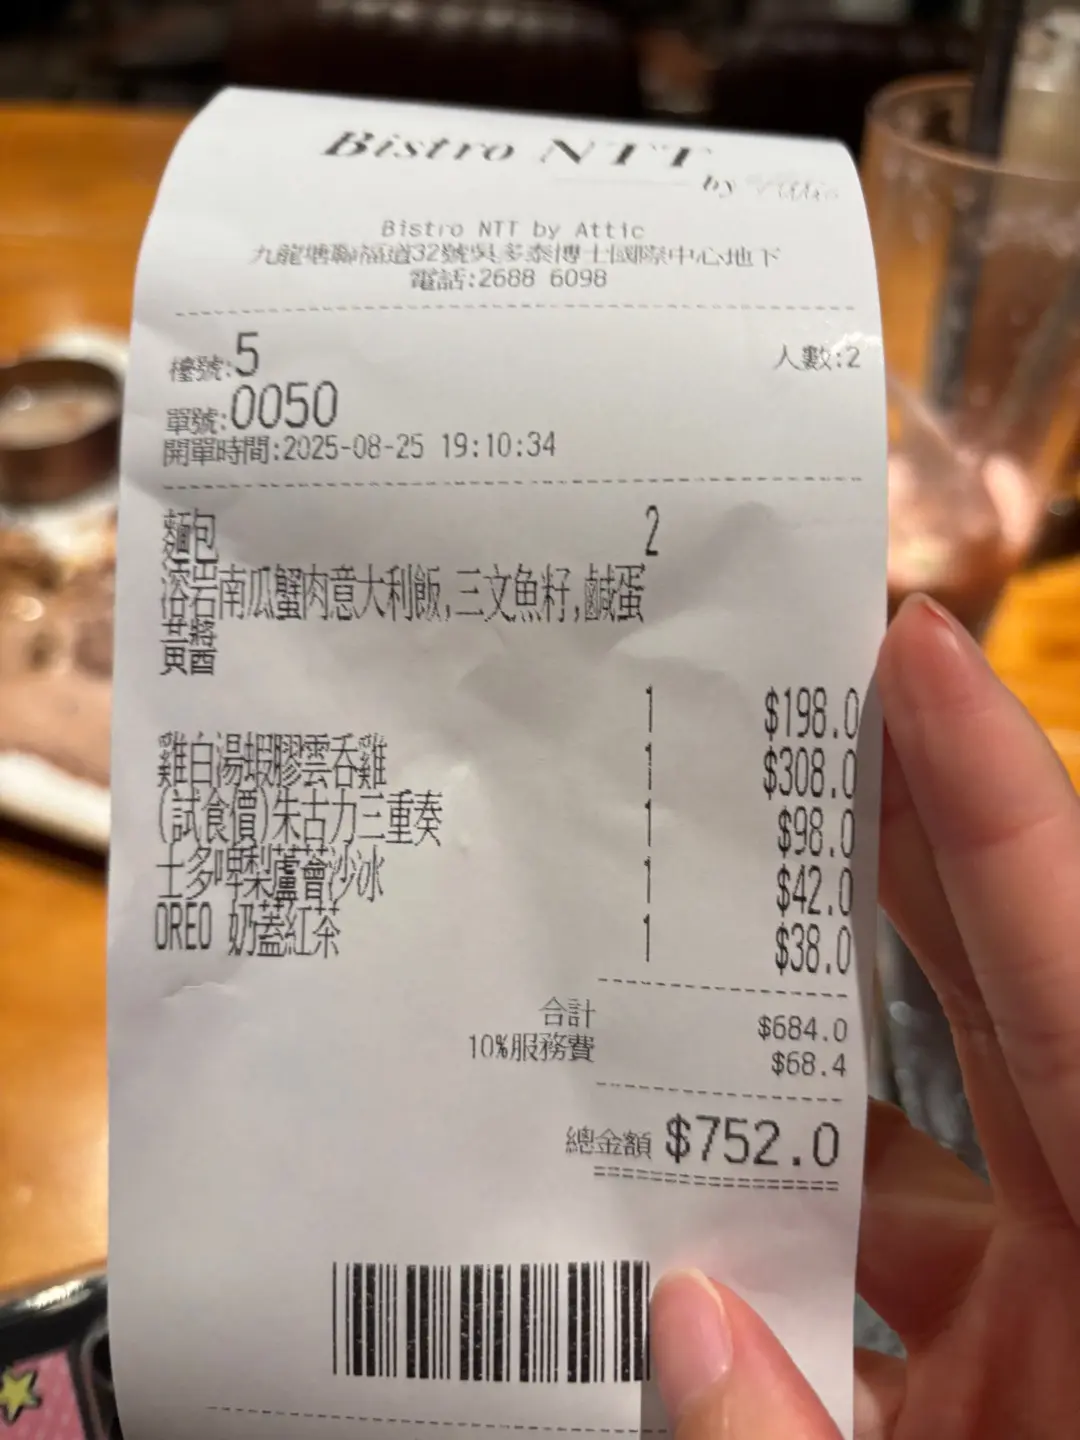 Bistro NTT
by Attic
Bistro NTT by Attic
九龍塘聯福道32號吳多泰博士國際中心地下
電話:2688 6098
檯號:5
人數:2
單號:0050
開單時間:2025-08-25 19:10:34
麵包 2
溶岩南瓜蟹肉意大利飯,三文魚籽,鹹蛋
黃醬
1 $198.0
雞白湯蝦膠雲吞雞 1 $308.0
(試食價)朱古力三重奏 1 $98.0
士多啤梨蘆薈沙冰 1 $42.0
OREO 奶蓋紅茶 1 $38.0
合計 $684.0
10%服務費 $68.4
總金額 $752.0